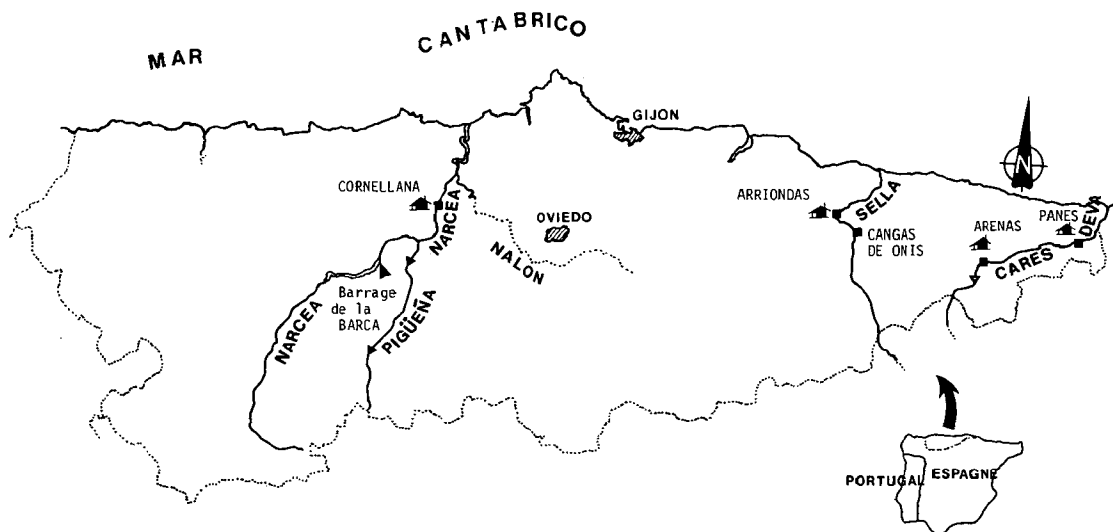 MAR CANTABRICO
GIJON
N
CORNELLANA
NARCEA
OVIEDO
NALON
ARRIONDAS
SELLA
CANGAS
DE ONIS
ARENAS
PANES
DEVA
CARES
NARCEA
Barrage
de la
BARCA
PIGÜEÑA
PORTUGAL
ESPAGNE